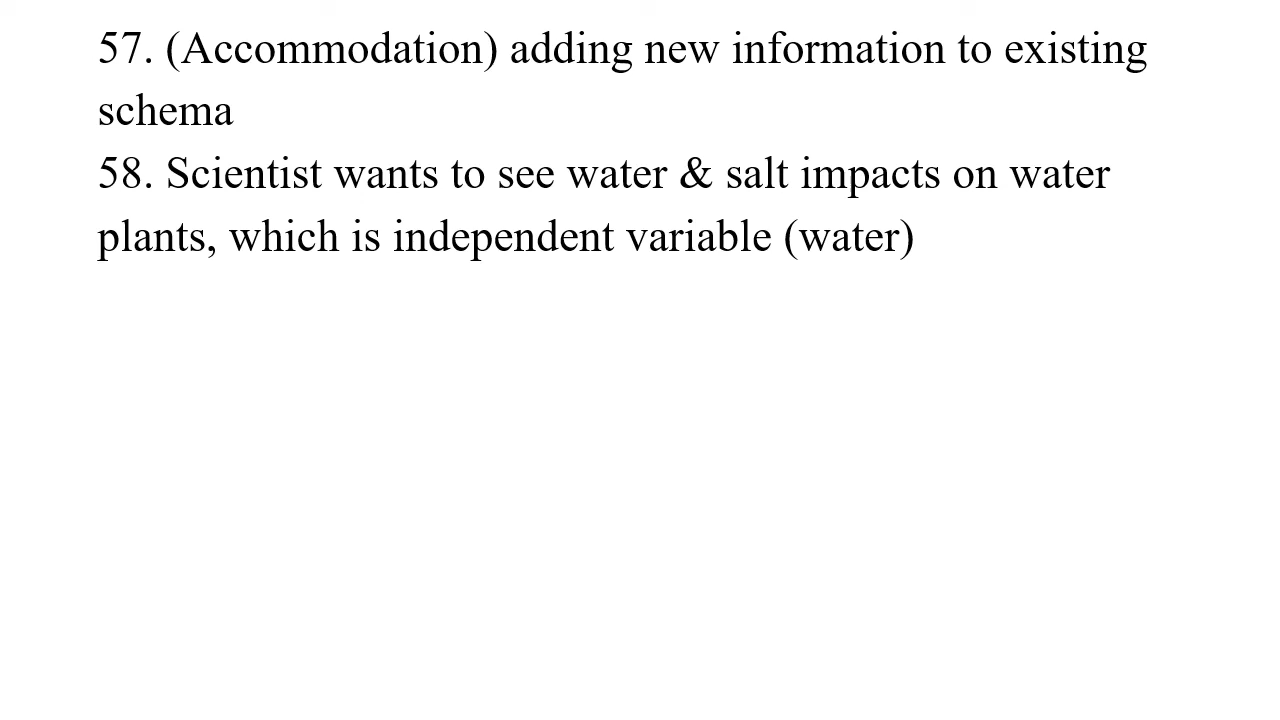 57. (Accommodation) adding new information to existing
schema
58. Scientist wants to see water & salt impacts on water
plants, which is independent variable (water)